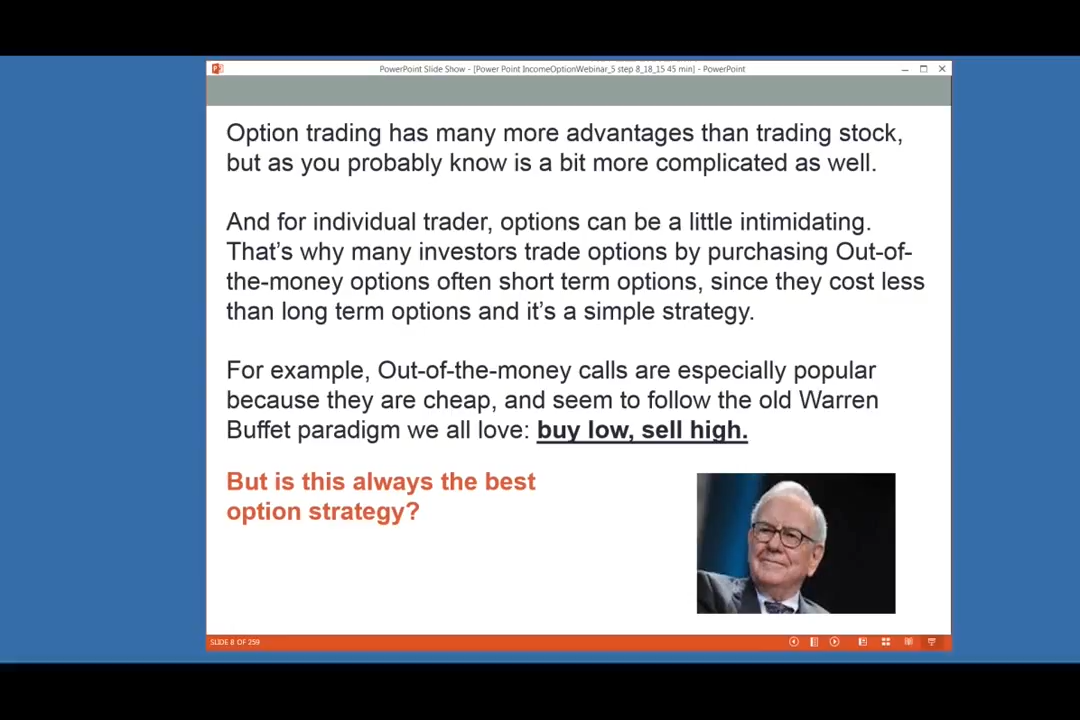 PowerPoint Slide Show - [Power Point IncomeOptionWebinar_5 step 8_18_15 45 min] - PowerPoint
Option trading has many more advantages than trading stock,
but as you probably know is a bit more complicated as well.
And for individual trader, options can be a little intimidating.
That's why many investors trade options by purchasing Out-of-
the-money options often short term options, since they cost less
than long term options and it's a simple strategy.
For example, Out-of-the-money calls are especially popular
because they are cheap, and seem to follow the old Warren
Buffet paradigm we all love: buy low, sell high.
But is this always the best
option strategy?
SLIDE 8 OF 259